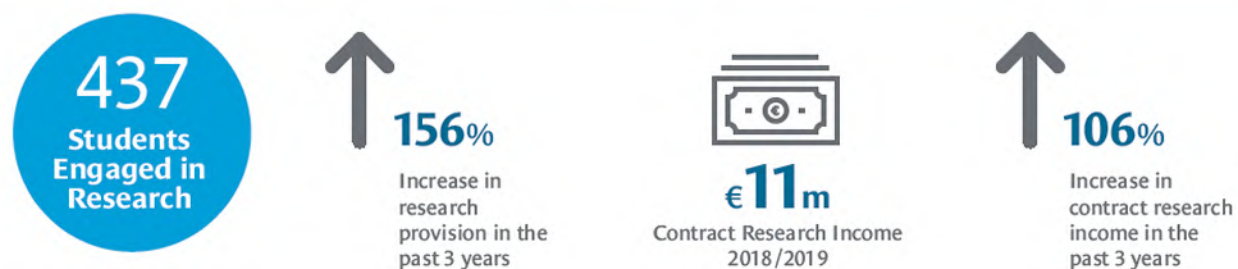 437
Students
Engaged in
Research
156%
Increase in
research
provision in the
past 3 years
€11m
Contract Research Income
2018/2019
106%
Increase in
contract research
income in the
past 3 years